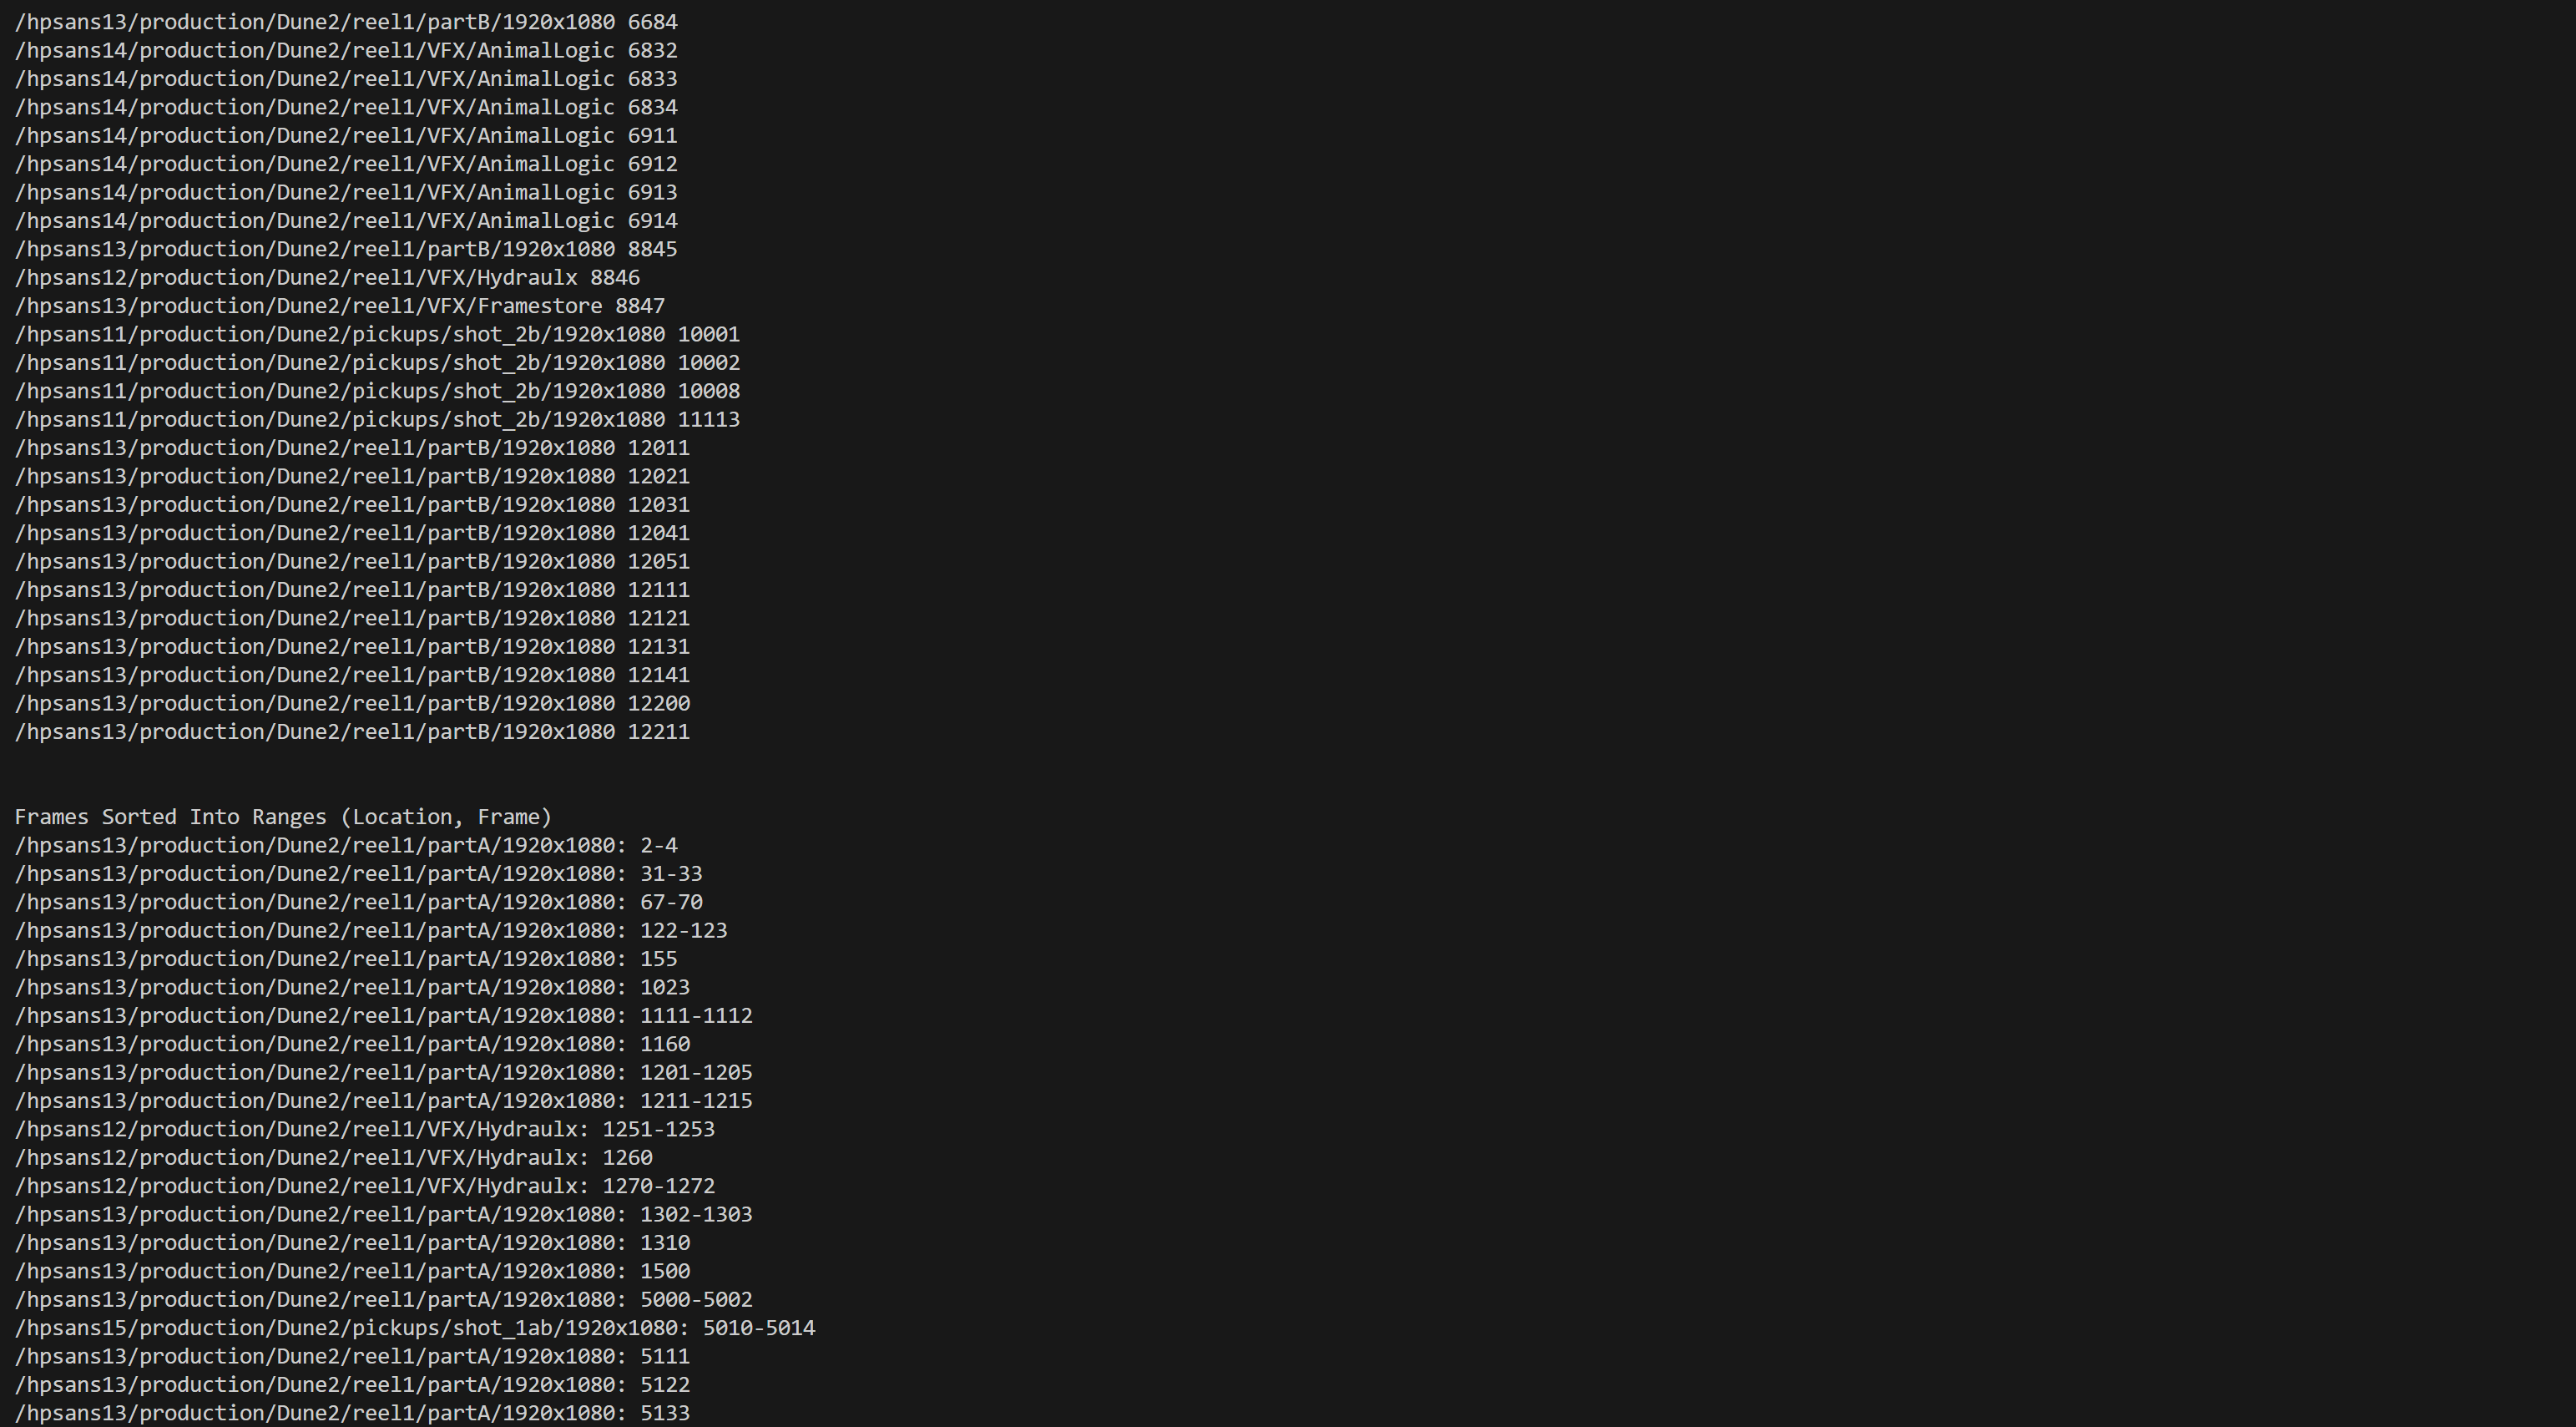 /hpsans13/production/Dune2/reel1/partB/1920x1080 6684
/hpsans14/production/Dune2/reel1/VFX/AnimalLogic 6832
/hpsans14/production/Dune2/reel1/VFX/AnimalLogic 6833
/hpsans14/production/Dune2/reel1/VFX/AnimalLogic 6834
/hpsans14/production/Dune2/reel1/VFX/AnimalLogic 6911
/hpsans14/production/Dune2/reel1/VFX/AnimalLogic 6912
/hpsans14/production/Dune2/reel1/VFX/AnimalLogic 6913
/hpsans14/production/Dune2/reel1/VFX/AnimalLogic 6914
/hpsans13/production/Dune2/reel1/partB/1920x1080 8845
/hpsans12/production/Dune2/reel1/VFX/Hydraulx 8846
/hpsans13/production/Dune2/reel1/VFX/Framestore 8847
/hpsans11/production/Dune2/pickups/shot_2b/1920x1080 10001
/hpsans11/production/Dune2/pickups/shot_2b/1920x1080 10002
/hpsans11/production/Dune2/pickups/shot_2b/1920x1080 10008
/hpsans11/production/Dune2/pickups/shot_2b/1920x1080 11113
/hpsans13/production/Dune2/reel1/partB/1920x1080 12011
/hpsans13/production/Dune2/reel1/partB/1920x1080 12021
/hpsans13/production/Dune2/reel1/partB/1920x1080 12031
/hpsans13/production/Dune2/reel1/partB/1920x1080 12041
/hpsans13/production/Dune2/reel1/partB/1920x1080 12051
/hpsans13/production/Dune2/reel1/partB/1920x1080 12111
/hpsans13/production/Dune2/reel1/partB/1920x1080 12121
/hpsans13/production/Dune2/reel1/partB/1920x1080 12131
/hpsans13/production/Dune2/reel1/partB/1920x1080 12141
/hpsans13/production/Dune2/reel1/partB/1920x1080 12200
/hpsans13/production/Dune2/reel1/partB/1920x1080 12211
Frames Sorted Into Ranges (Location, Frame)
/hpsans13/production/Dune2/reel1/partA/1920x1080: 2-4
/hpsans13/production/Dune2/reel1/partA/1920x1080: 31-33
/hpsans13/production/Dune2/reel1/partA/1920x1080: 67-70
/hpsans13/production/Dune2/reel1/partA/1920x1080: 122-123
/hpsans13/production/Dune2/reel1/partA/1920x1080: 155
/hpsans13/production/Dune2/reel1/partA/1920x1080: 1023
/hpsans13/production/Dune2/reel1/partA/1920x1080: 1111-1112
/hpsans13/production/Dune2/reel1/partA/1920x1080: 1160
/hpsans13/production/Dune2/reel1/partA/1920x1080: 1201-1205
/hpsans13/production/Dune2/reel1/partA/1920x1080: 1211-1215
/hpsans12/production/Dune2/reel1/VFX/Hydraulx: 1251-1253
/hpsans12/production/Dune2/reel1/VFX/Hydraulx: 1260
/hpsans12/production/Dune2/reel1/VFX/Hydraulx: 1270-1272
/hpsans13/production/Dune2/reel1/partA/1920x1080: 1302-1303
/hpsans13/production/Dune2/reel1/partA/1920x1080: 1310
/hpsans13/production/Dune2/reel1/partA/1920x1080: 1500
/hpsans13/production/Dune2/reel1/partA/1920x1080: 5000-5002
/hpsans15/production/Dune2/pickups/shot_1ab/1920x1080: 5010-5014
/hpsans13/production/Dune2/reel1/partA/1920x1080: 5111
/hpsans13/production/Dune2/reel1/partA/1920x1080: 5122
/hpsans13/production/Dune2/reel1/partA/1920x1080: 5133